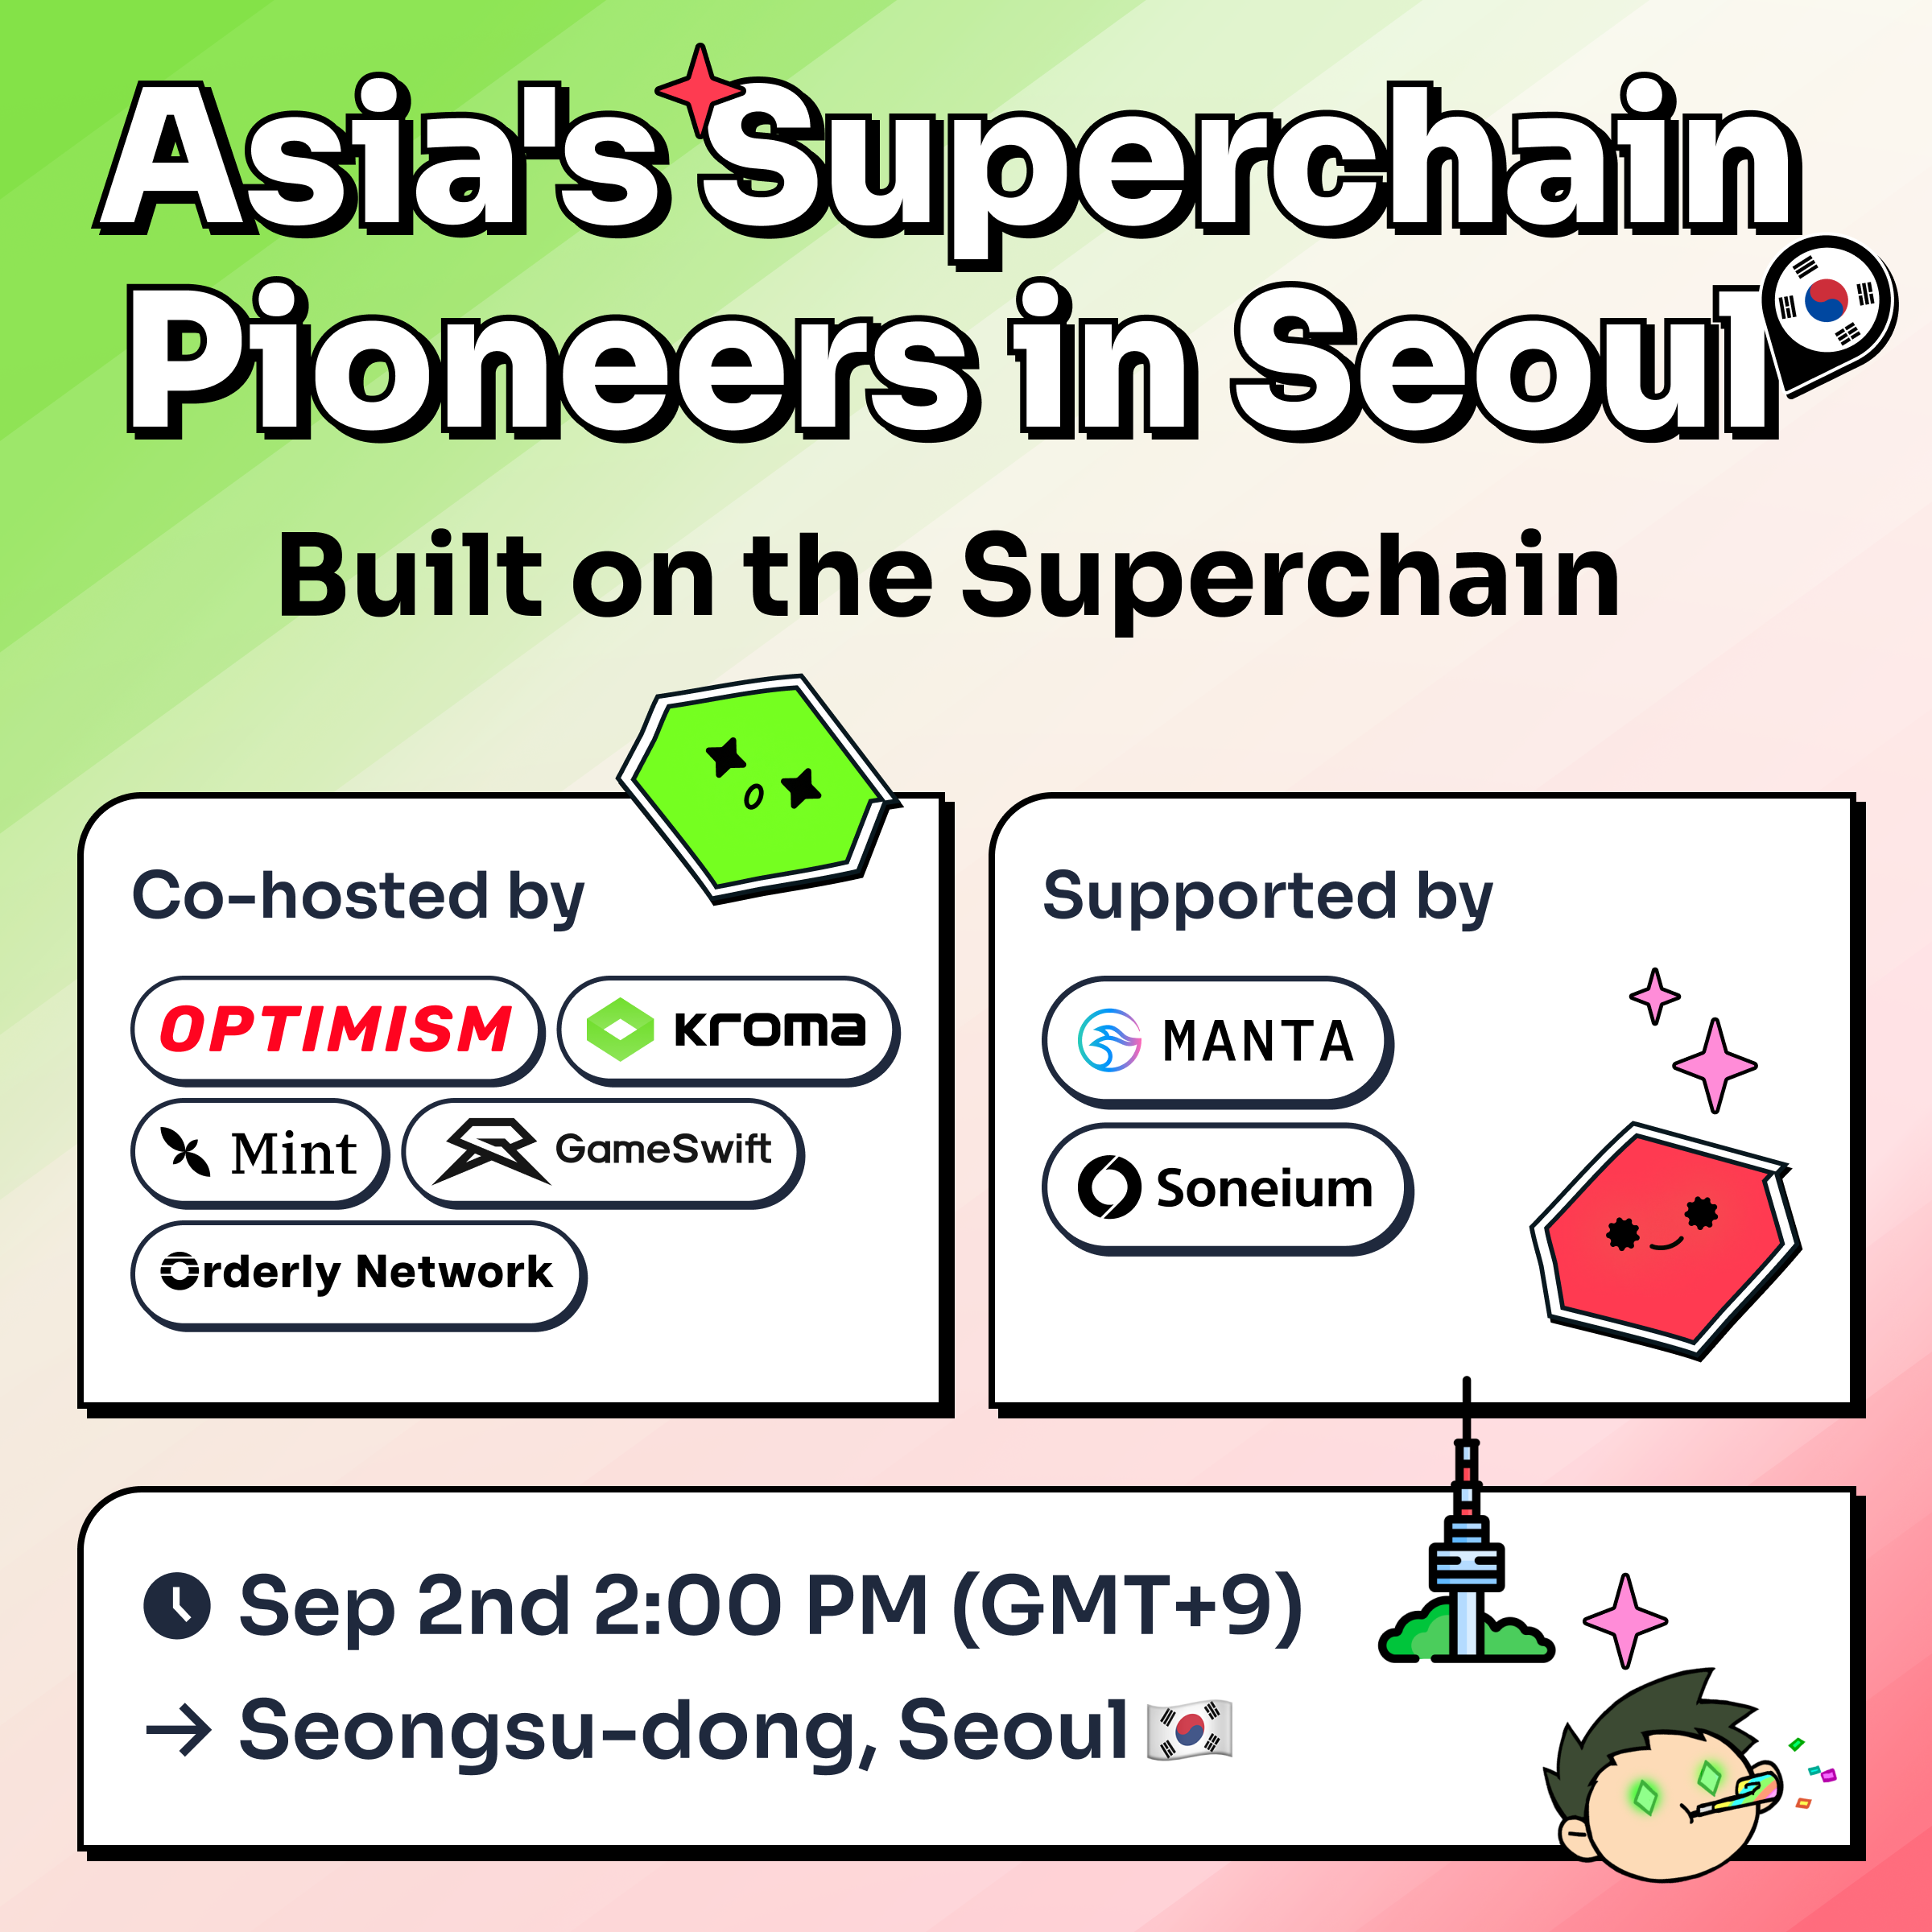 Asia's Superchain
Pioneers in Seoul
Built on the Superchain
Co-hosted by
OPTIMISM
kroma
Mint
GameSwift
Orderly Network
Supported by
MANTA
Soneium
Sep 2nd 2:00 PM (GMT+9)
Seongsu-dong, Seoul